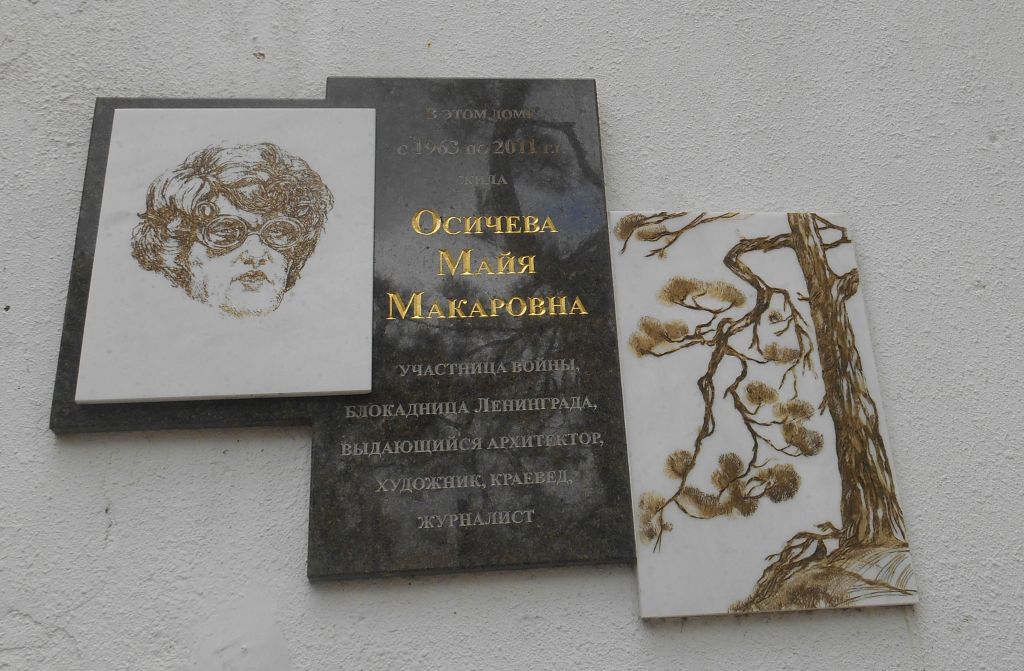 В ЭТОМ ДОМЕ
с 1963 по 2011 г.г.
ЖИЛА
ОСИЧЕВА
МАЙЯ
МАКАРОВНА
УЧАСТНИЦА ВОЙНЫ,
БЛОКАДНИЦА ЛЕНИНГРАДА,
ВЫДАЮЩИЙСЯ АРХИТЕКТОР,
ХУДОЖНИК, КРАЕВЕД,
ЖУРНАЛИСТ